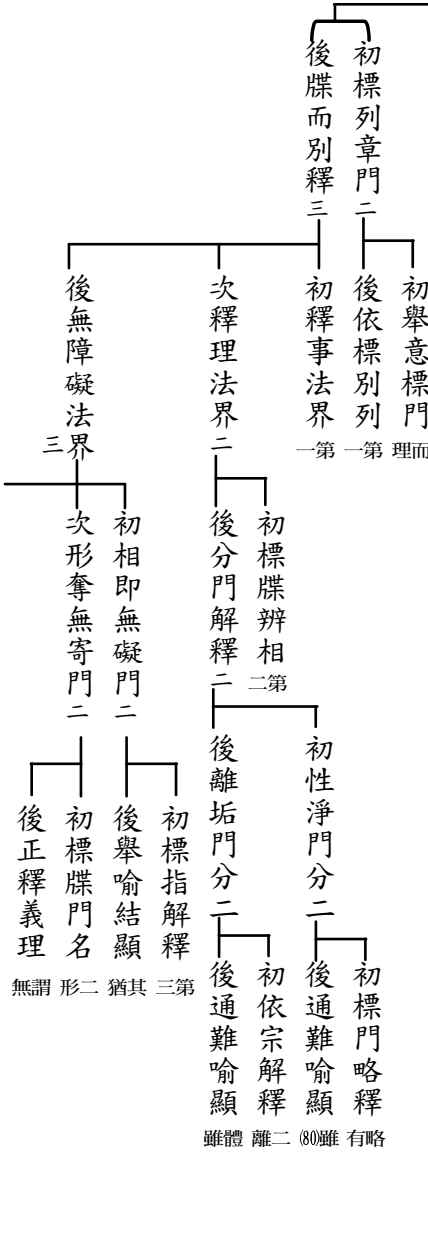 初標列章門二
後牒而別釋三
初舉意標門
而理
後依標別列
第一
初釋事法界
第一
次釋理法界二
後無障礙法界三
初標牒辨相
第二
後分門解釋二
初相即無礙門二
次形奪無寄門二
初性淨門分二
後離垢門分二
初標指解釋
第三
後舉喻結顯
其猶
初標牒門名
二形
後正釋義理
謂無
初標門略釋
略有
後通難喻顯
雖(80)
初依宗解釋
二離
後通難喻顯
體雖